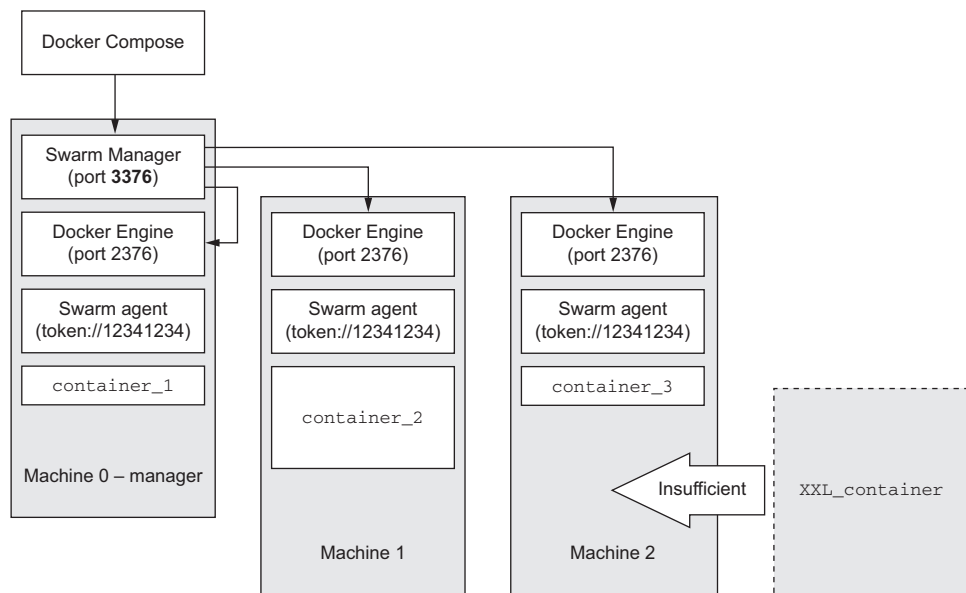 Docker Compose
Swarm Manager
(port 3376)
Docker Engine
(port 2376)
Swarm agent
(token://12341234)
container_1
Machine 0 – manager
Docker Engine
(port 2376)
Swarm agent
(token://12341234)
container_2
Machine 1
Docker Engine
(port 2376)
Swarm agent
(token://12341234)
container_3
Machine 2
Insufficient
XXL_container